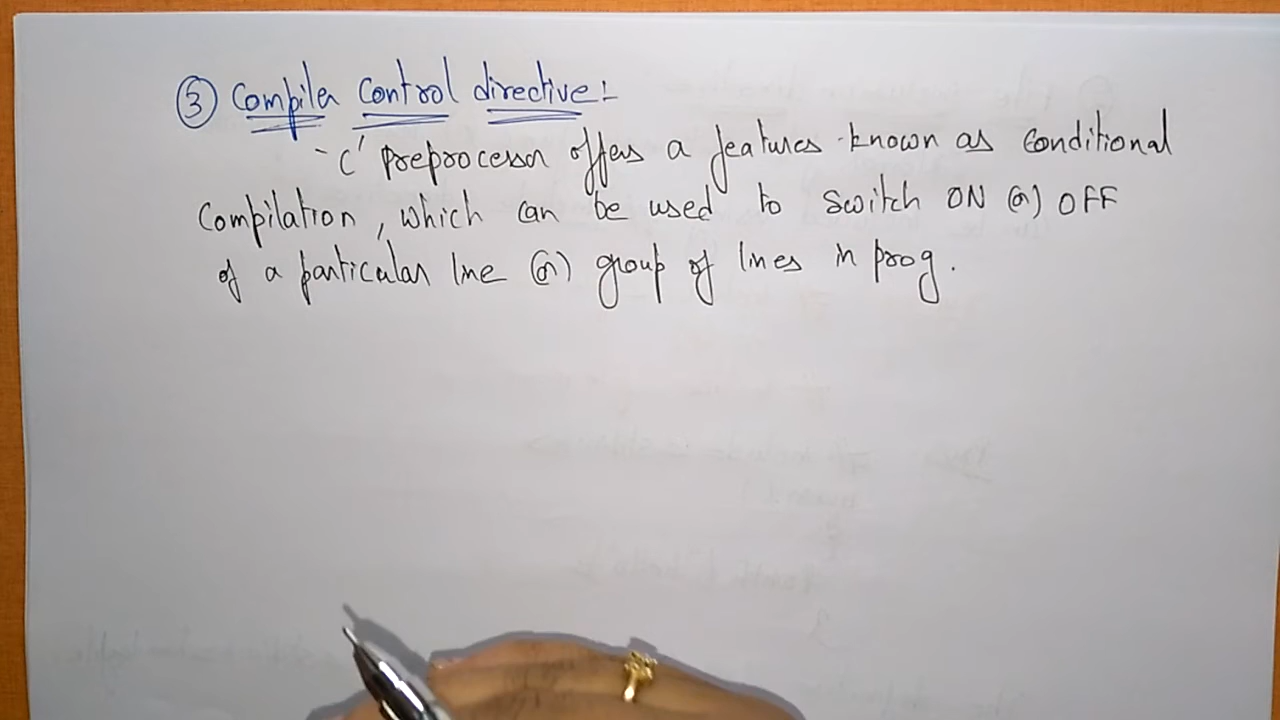 ③ Compiler Control directive:-
- 'C' preprocessor offers a features known as conditional
Compilation, which can be used to switch ON (or) OFF
of a particular line (or) group of lines in prog.